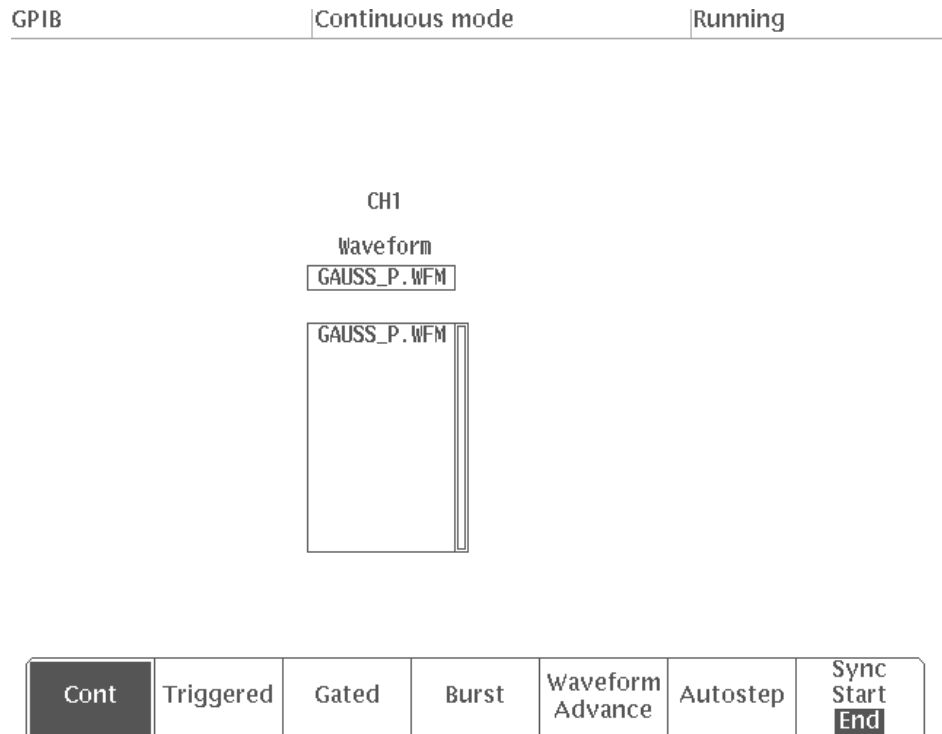 GPIB Continuous mode Running
CH1
Waveform
GAUSS_P.WFM
GAUSS_P.WFM
Cont
Triggered
Gated
Burst
Waveform
Advance
Autostep
Sync
Start
End